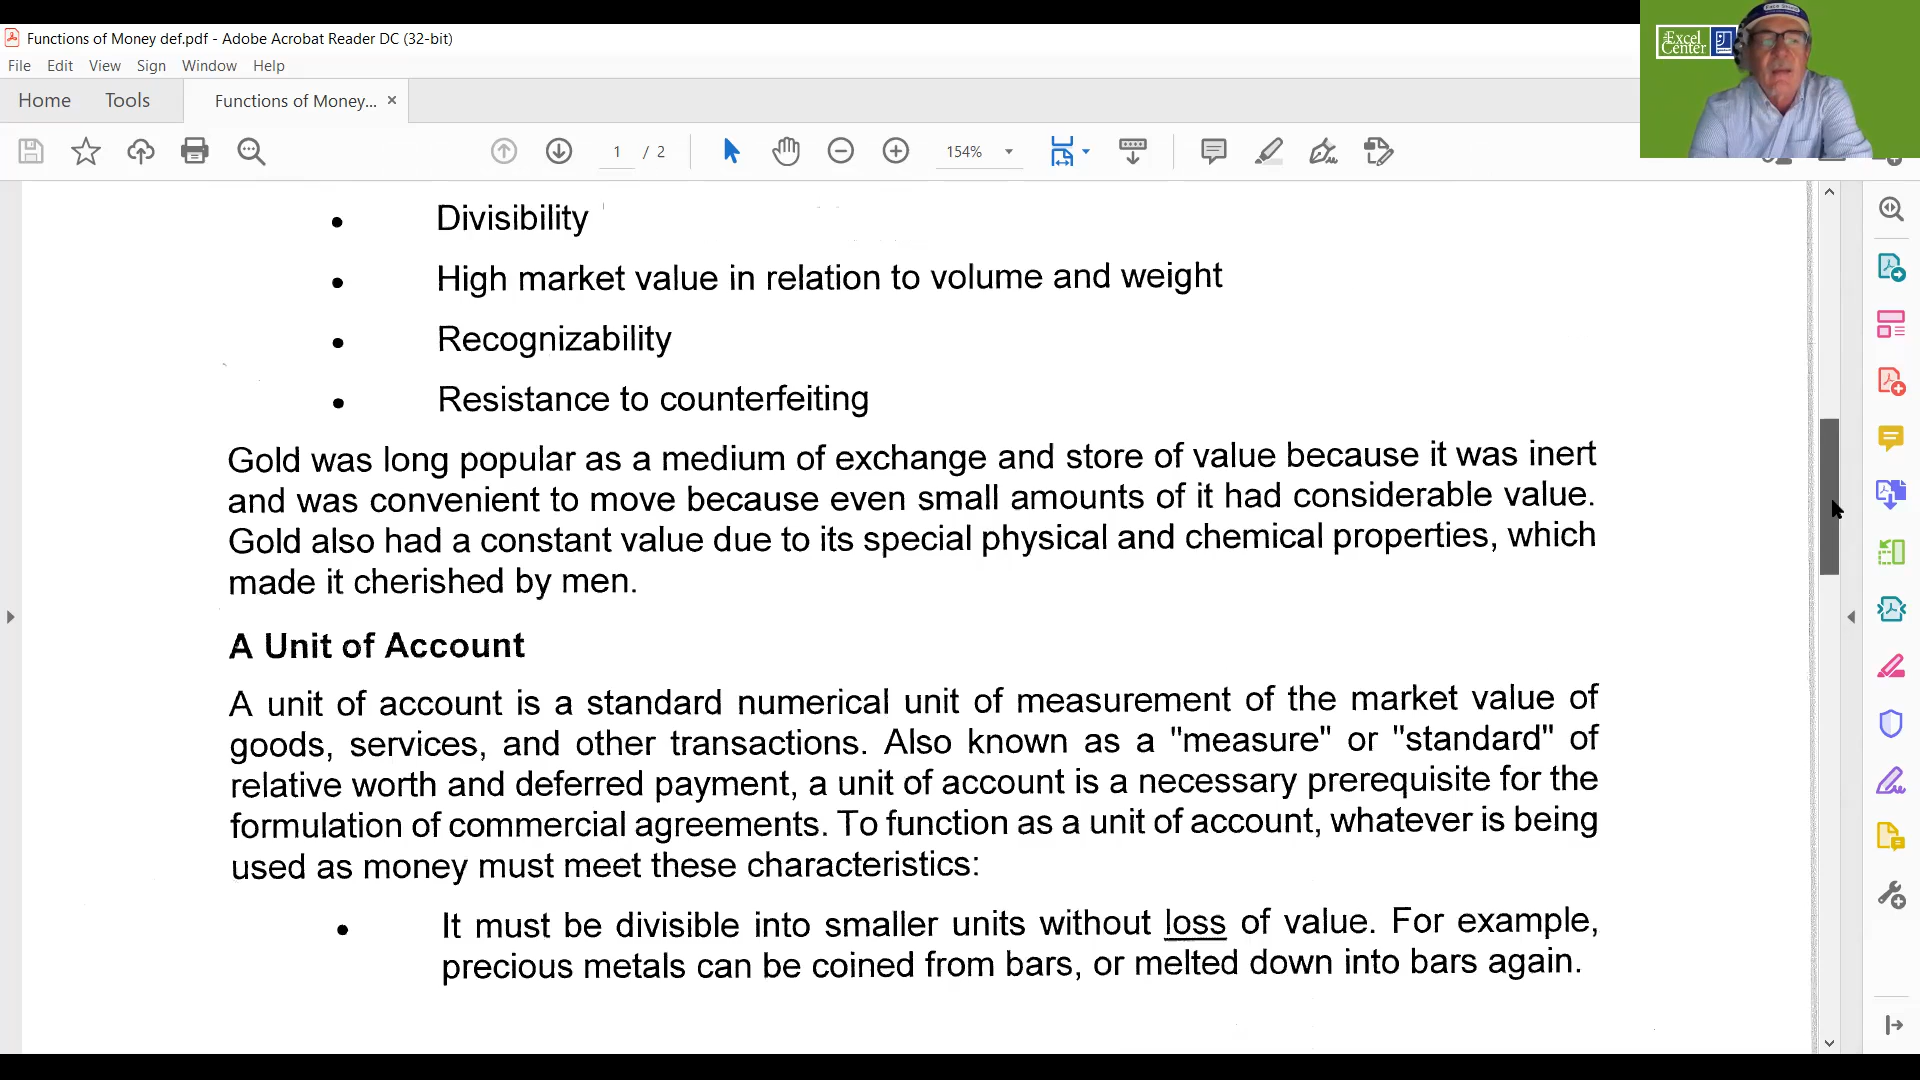 Functions of Money def.pdf - Adobe Acrobat Reader DC (32-bit)
File Edit View Sign Window Help
Home Tools Functions of Money... ×
1 / 2 154%
The Excel Center
• Divisibility
• High market value in relation to volume and weight
• Recognizability
• Resistance to counterfeiting
Gold was long popular as a medium of exchange and store of value because it was inert
and was convenient to move because even small amounts of it had considerable value.
Gold also had a constant value due to its special physical and chemical properties, which
made it cherished by men.
A Unit of Account
A unit of account is a standard numerical unit of measurement of the market value of
goods, services, and other transactions. Also known as a "measure" or "standard" of
relative worth and deferred payment, a unit of account is a necessary prerequisite for the
formulation of commercial agreements. To function as a unit of account, whatever is being
used as money must meet these characteristics:
• It must be divisible into smaller units without loss of value. For example,
precious metals can be coined from bars, or melted down into bars again.